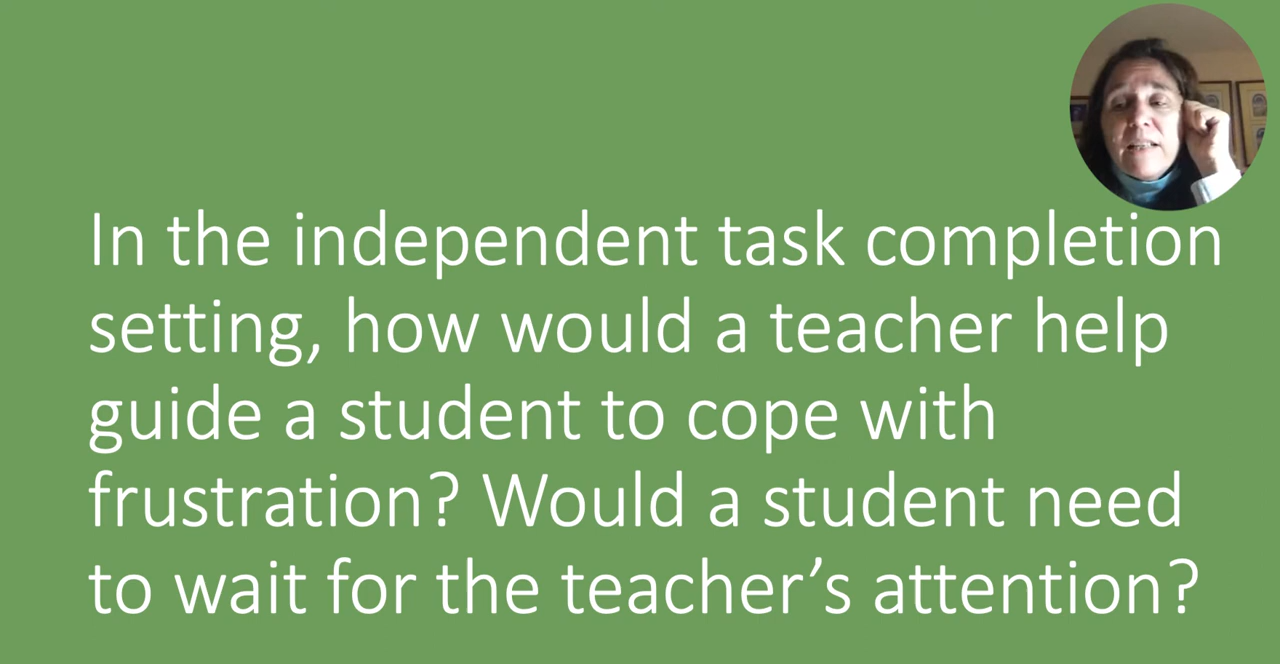 In the independent task completion
setting, how would a teacher help
guide a student to cope with
frustration? Would a student need
to wait for the teacher’s attention?